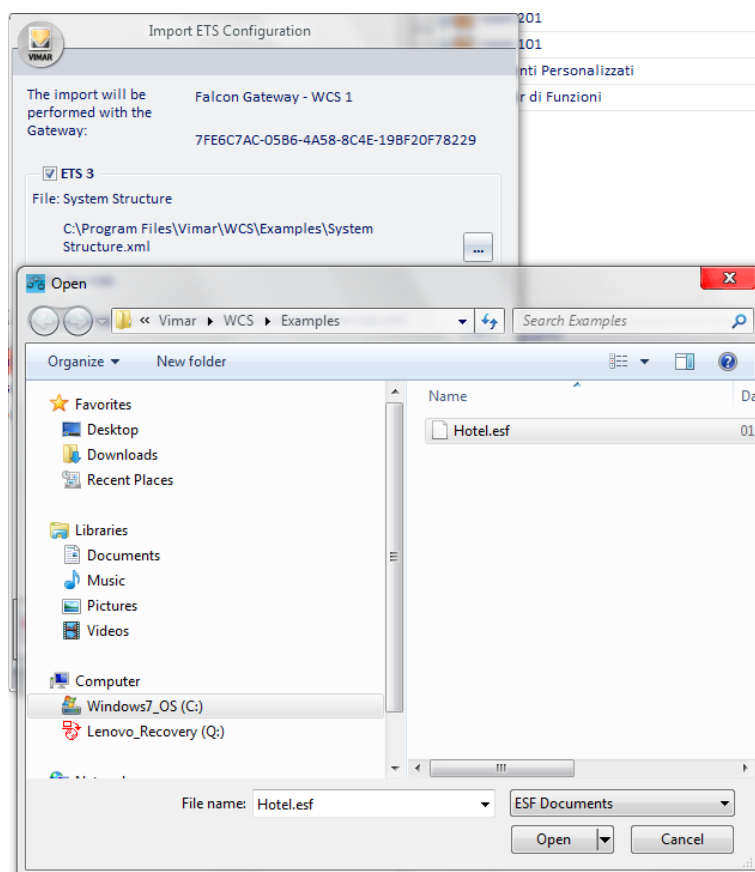 Import ETS Configuration
VIMAR
201
101
nti Personalizzati
r di Funzioni
The import will be
performed with the
Gateway:
Falcon Gateway - WCS 1
7FE6C7AC-05B6-4A58-8C4E-19BF20F78229
ETS 3
File: System Structure
C:\Program Files\Vimar\WCS\Examples\System
Structure.xml
...
Open
« Vimar WCS Examples
Search Examples
Organize
New folder
Name
Da
Hotel.esf
01
Favorites
Desktop
Downloads
Recent Places
Libraries
Documents
Music
Pictures
Videos
Computer
Windows7_OS (C:)
Lenovo_Recovery (Q:)
File name: Hotel.esf
ESF Documents
Open
Cancel